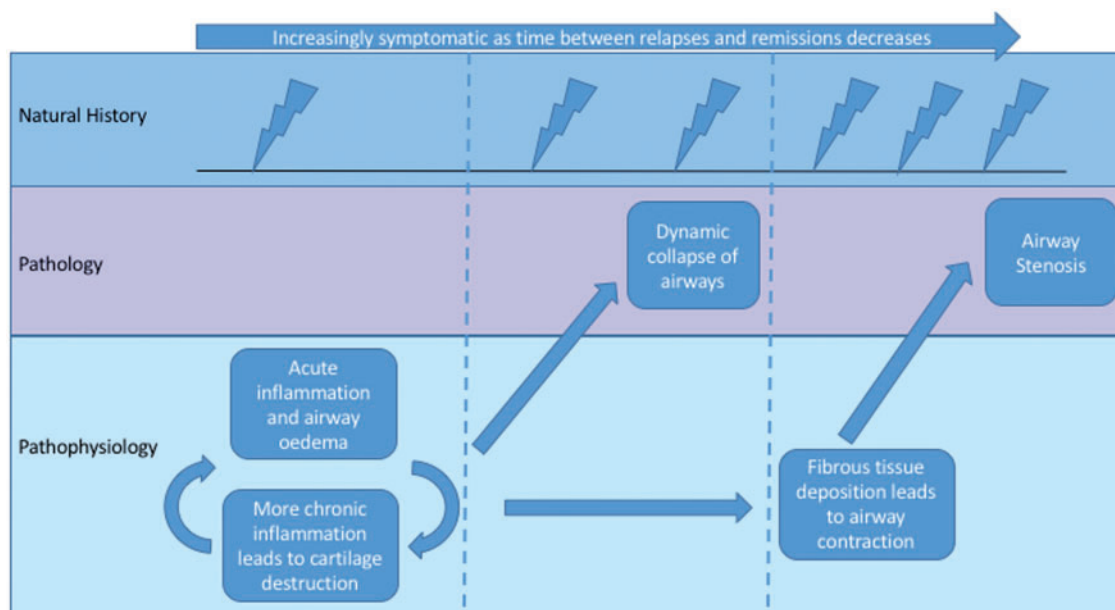 Increasingly symptomatic as time between relapses and remissions decreases
Natural History
Pathology
Dynamic
collapse of
airways
Airway
Stenosis
Pathophysiology
Acute
inflammation
and airway
oedema
More chronic
inflammation
leads to cartilage
destruction
Fibrous tissue
deposition leads
to airway
contraction